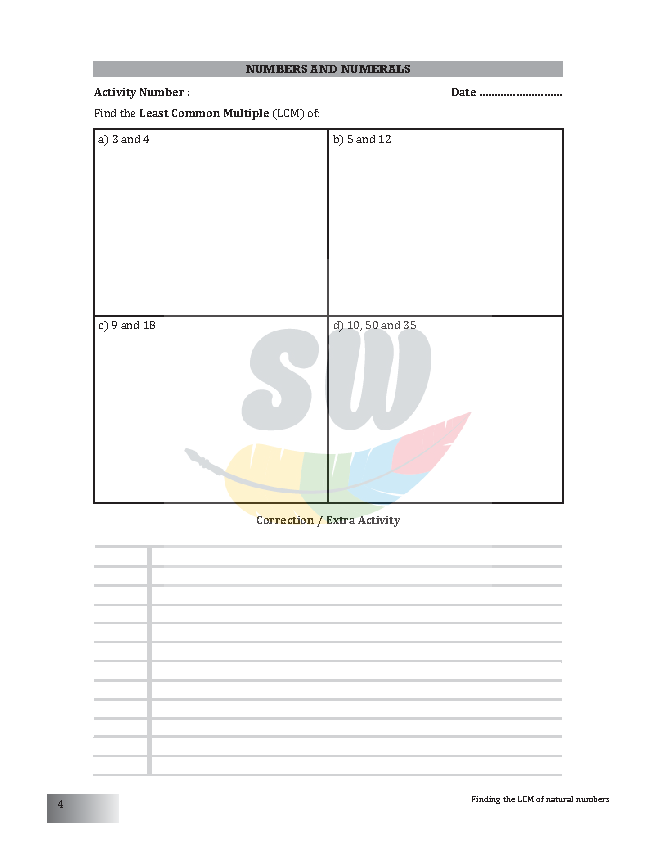 NUMBERS AND NUMERALS
Activity Number : Date ...........................
Find the Least Common Multiple (LCM) of:
a) 3 and 4
b) 5 and 12
c) 9 and 18
d) 10, 50 and 35
SW
Correction / Extra Activity
4
Finding the LCM of natural numbers